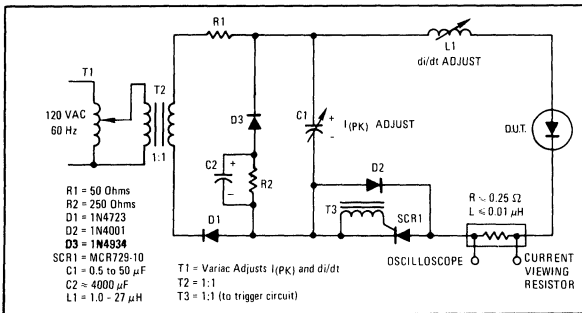 R1
L1
di/dt ADJUST
T1
T2
120 VAC
60 Hz
1:1
D3
C1
+
-
I(PK) ADJUST
D.U.T.
C2
+
-
R2
D2
T3
SCR1
D1
R ≈ 0.25 Ω
L ≤ 0.01 μH
OSCILLOSCOPE
CURRENT
VIEWING
RESISTOR
R1 = 50 Ohms
R2 = 250 Ohms
D1 = 1N4723
D2 = 1N4001
D3 = 1N4934
SCR1 = MCR729-10
C1 = 0.5 to 50 μF
C2 ≈ 4000 μF
L1 = 1.0 - 27 μH
T1 = Variac Adjusts I(PK) and di/dt
T2 = 1:1
T3 = 1:1 (to trigger circuit)